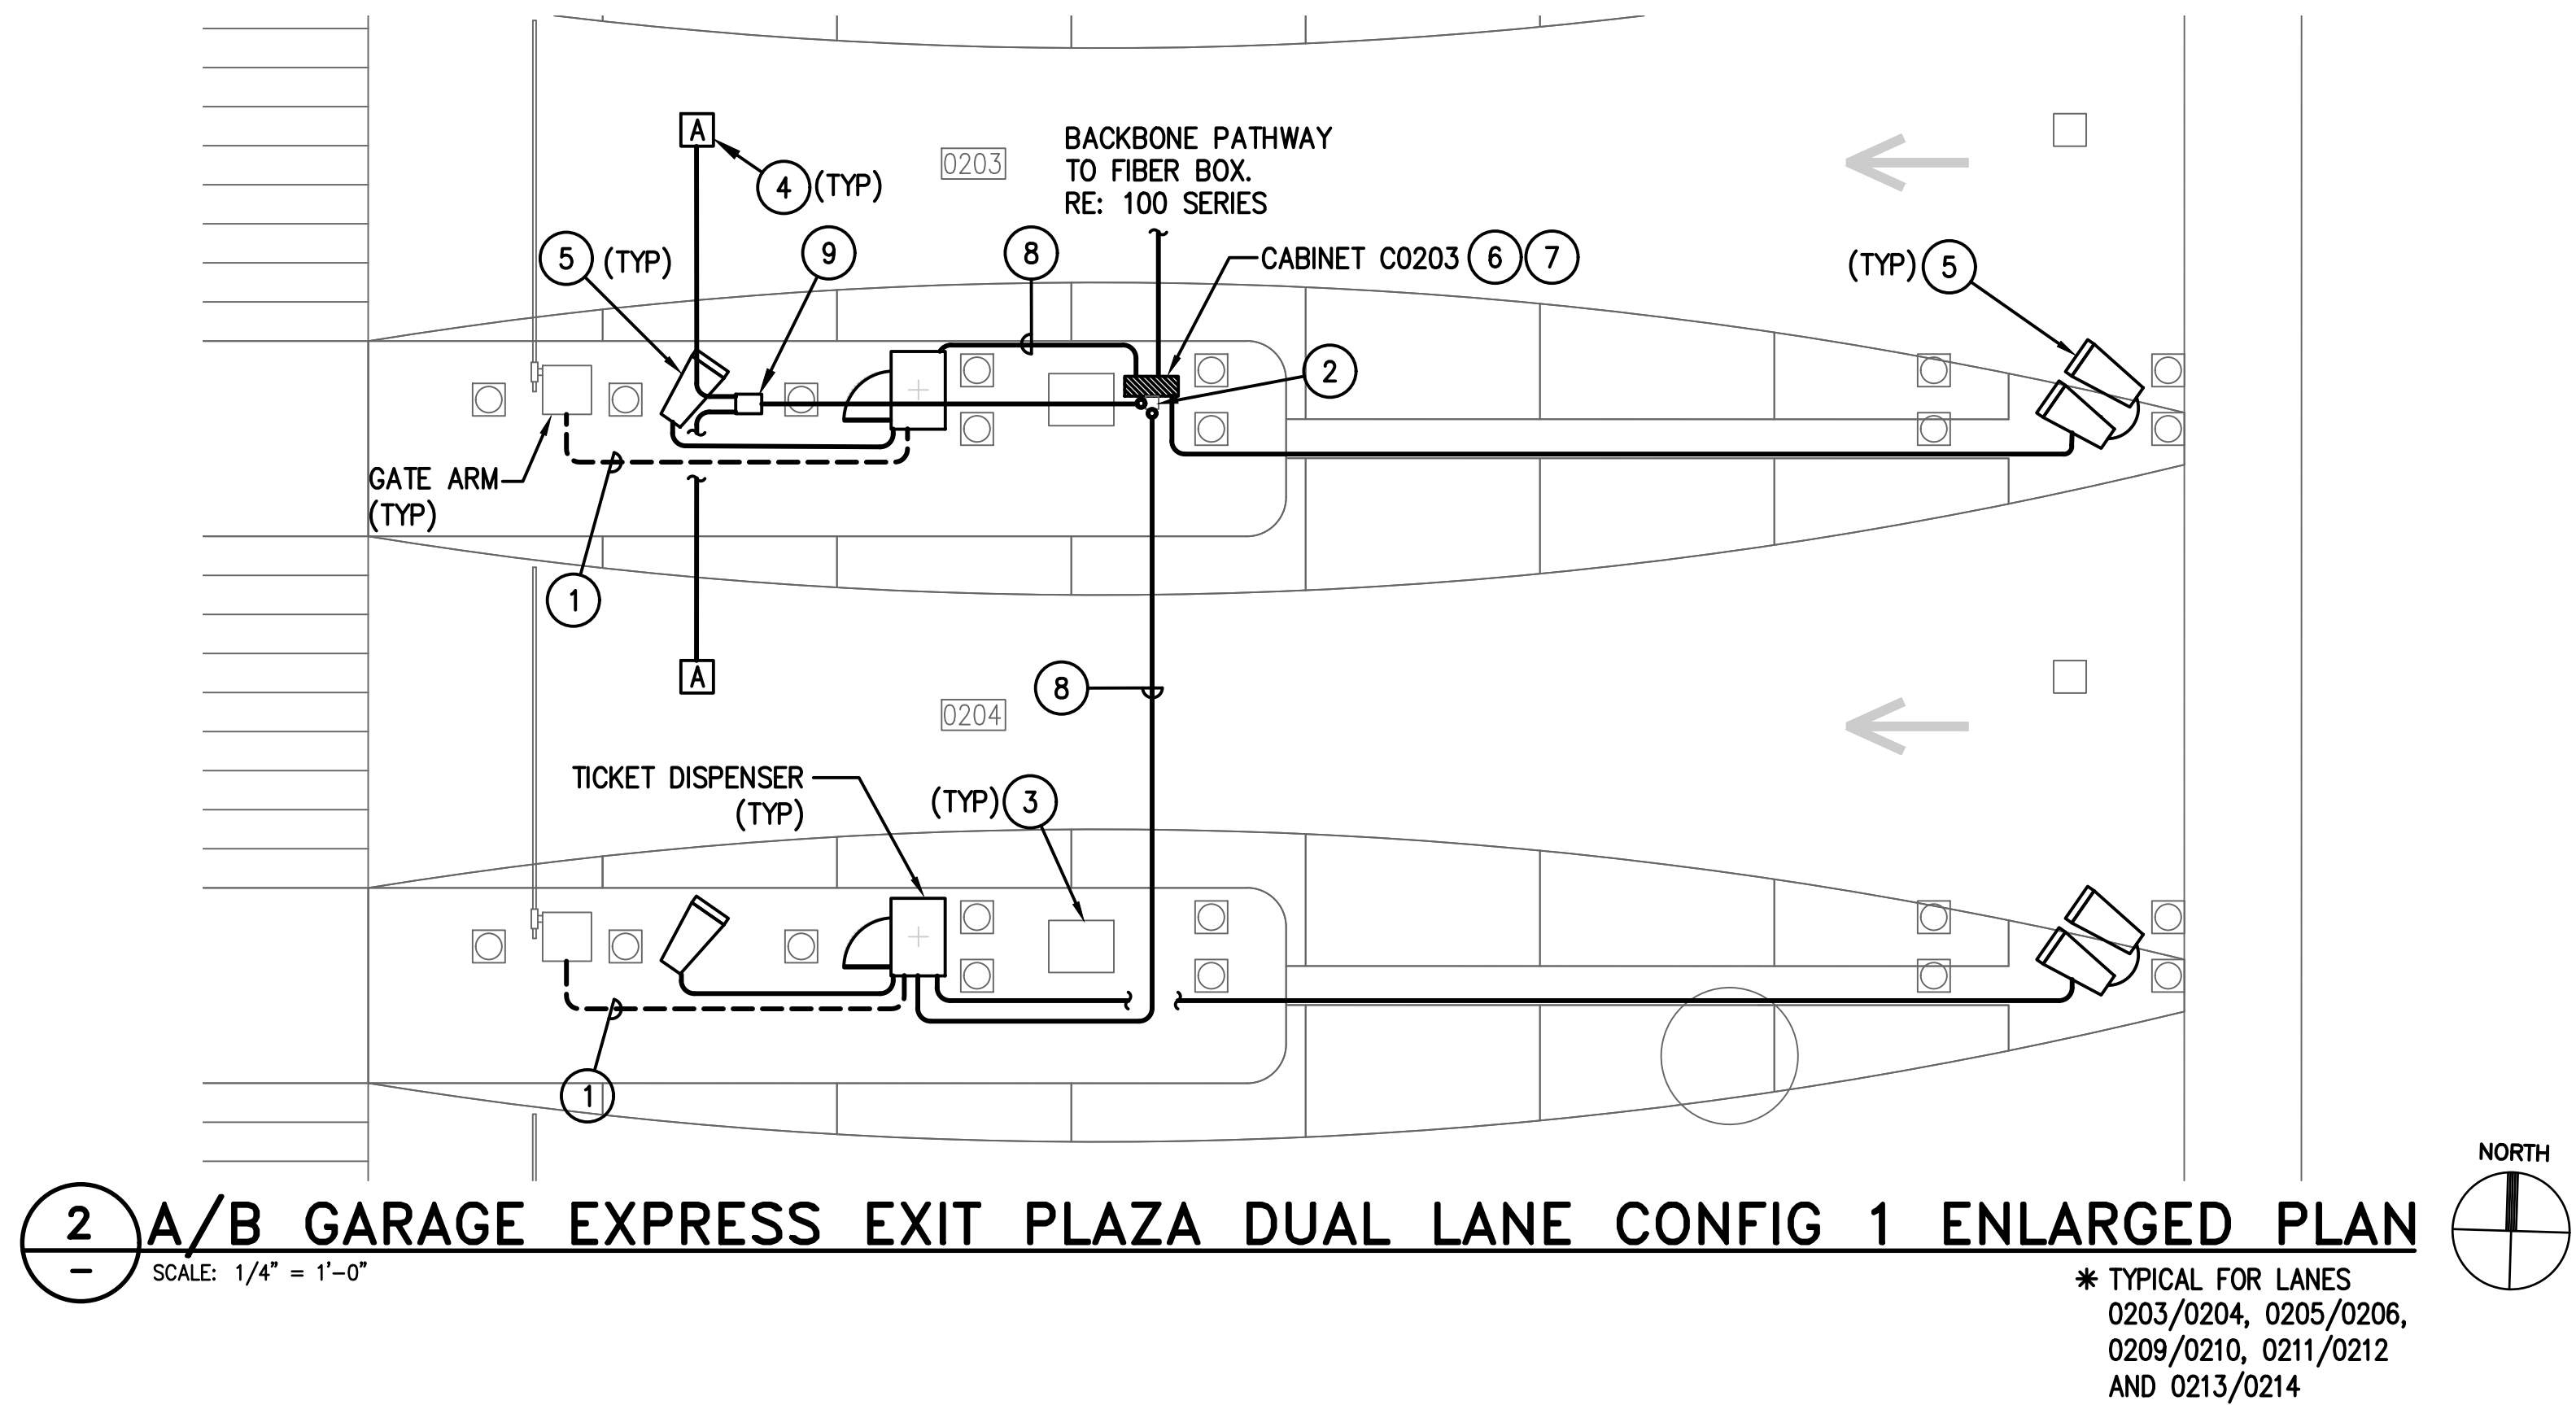 A
4 (TYP)
0203
BACKBONE PATHWAY
TO FIBER BOX.
RE: 100 SERIES
5 (TYP)
9
8
CABINET C0203 6 7
(TYP) 5
2
GATE ARM
(TYP)
1
A
8
0204
TICKET DISPENSER
(TYP)
(TYP) 3
1
NORTH
2
–
A/B GARAGE EXPRESS EXIT PLAZA DUAL LANE CONFIG 1 ENLARGED PLAN
SCALE: 1/4" = 1'-0"
* TYPICAL FOR LANES
0203/0204, 0205/0206,
0209/0210, 0211/0212
AND 0213/0214